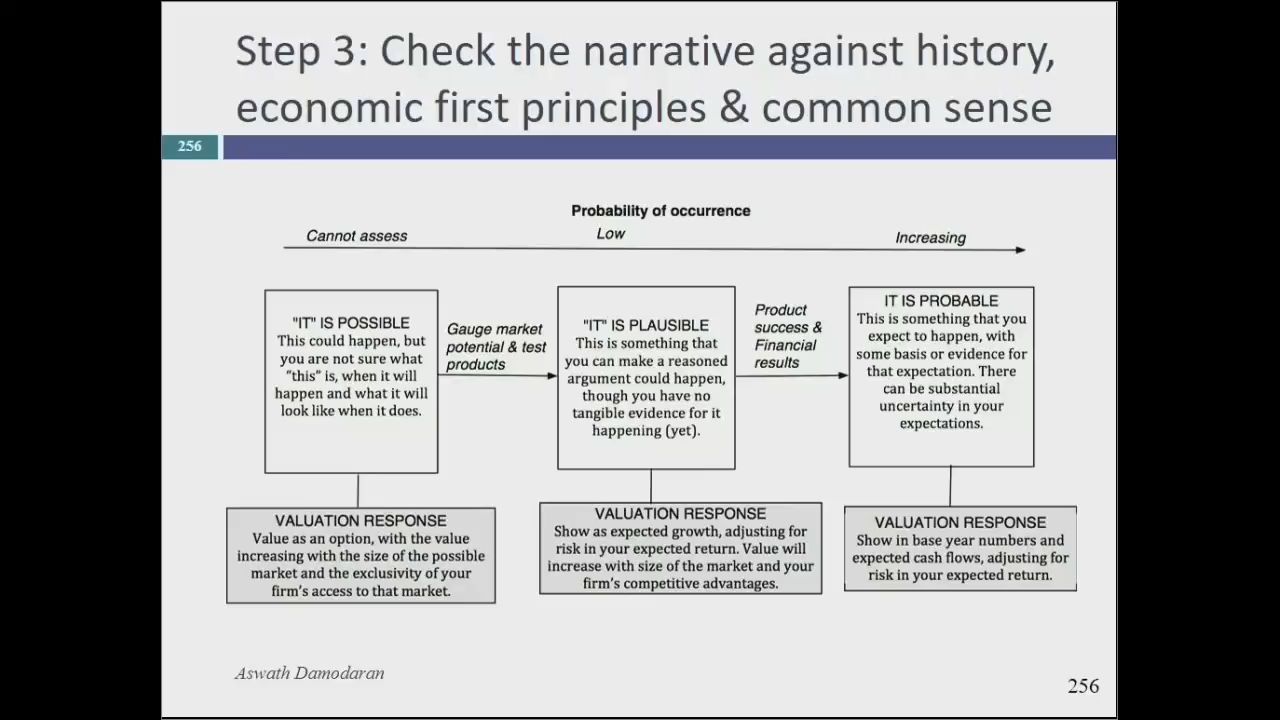 Step 3: Check the narrative against history,
economic first principles & common sense
256
Probability of occurrence
Cannot assess
Low
Increasing
"IT" IS POSSIBLE
This could happen, but
you are not sure what
“this” is, when it will
happen and what it will
look like when it does.
Gauge market
potential & test
products
"IT" IS PLAUSIBLE
This is something that
you can make a reasoned
argument could happen,
though you have no
tangible evidence for it
happening (yet).
Product
success &
Financial
results
IT IS PROBABLE
This is something that you
expect to happen, with
some basis or evidence for
that expectation. There
can be substantial
uncertainty in your
expectations.
VALUATION RESPONSE
Value as an option, with the value
increasing with the size of the possible
market and the exclusivity of your
firm’s access to that market.
VALUATION RESPONSE
Show as expected growth, adjusting for
risk in your expected return. Value will
increase with size of the market and your
firm’s competitive advantages.
VALUATION RESPONSE
Show in base year numbers and
expected cash flows, adjusting for
risk in your expected return.
Aswath Damodaran
256